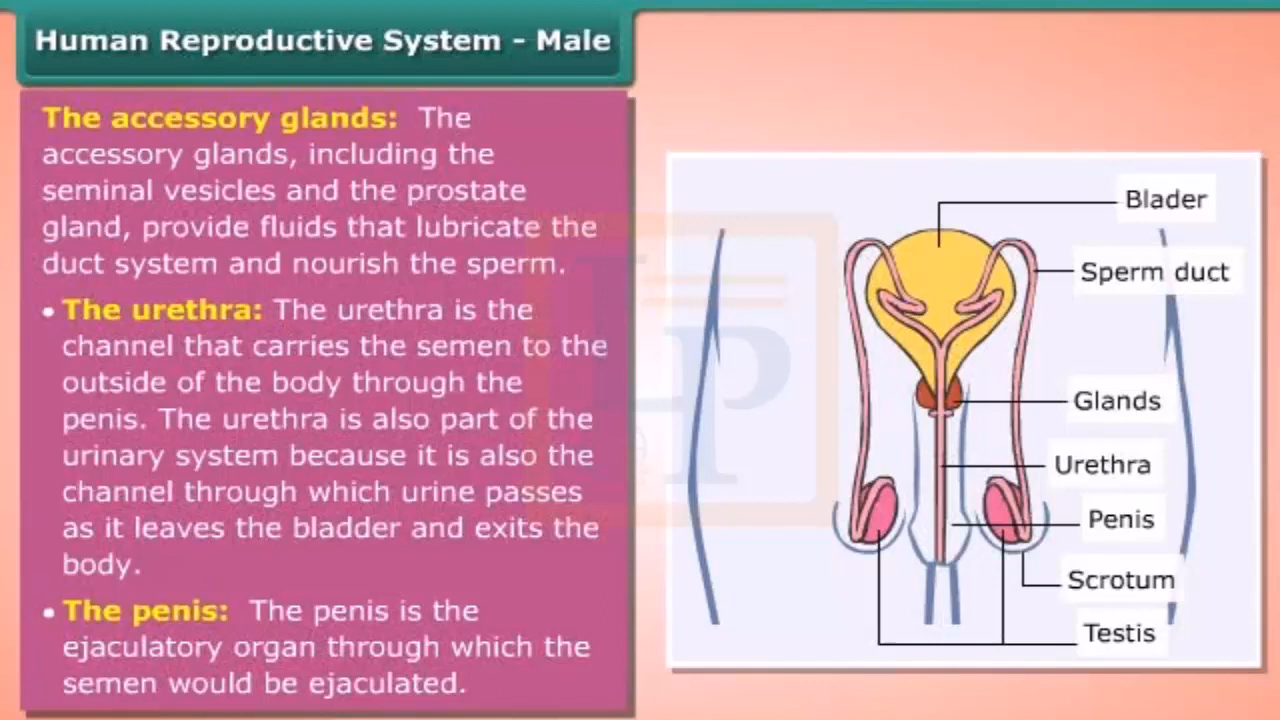 Human Reproductive System - Male
The accessory glands: The
accessory glands, including the
seminal vesicles and the prostate
gland, provide fluids that lubricate the
duct system and nourish the sperm.
• The urethra: The urethra is the
channel that carries the semen to the
outside of the body through the
penis. The urethra is also part of the
urinary system because it is also the
channel through which urine passes
as it leaves the bladder and exits the
body.
• The penis: The penis is the
ejaculatory organ through which the
semen would be ejaculated.
Blader
Sperm duct
Glands
Urethra
Penis
Scrotum
Testis